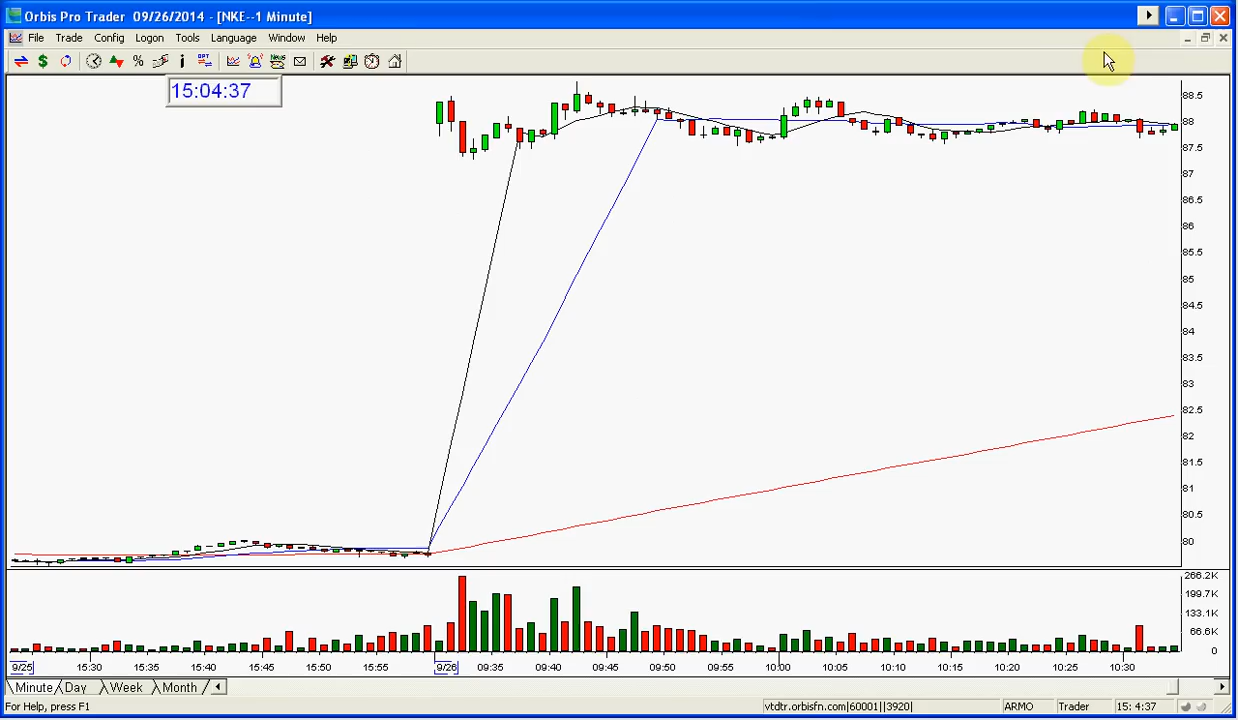 Orbis Pro Trader 09/26/2014 - [NKE--1 Minute]
File Trade Config Logon Tools Language Window Help
15:04:37
88.5
88
87.5
87
86.5
86
85.5
85
84.5
84
83.5
83
82.5
82
81.5
81
80.5
80
266.2K
199.7K
133.1K
66.6K
0
9/25 15:30 15:35 15:40 15:45 15:50 15:55 9/26 09:35 09:40 09:45 09:50 09:55 10:00 10:05 10:10 10:15 10:20 10:25 10:30
Minute Day Week Month
For Help, press F1 vtdtr.orbisfn.com|60001||3920| ARMO Trader 15: 4:37